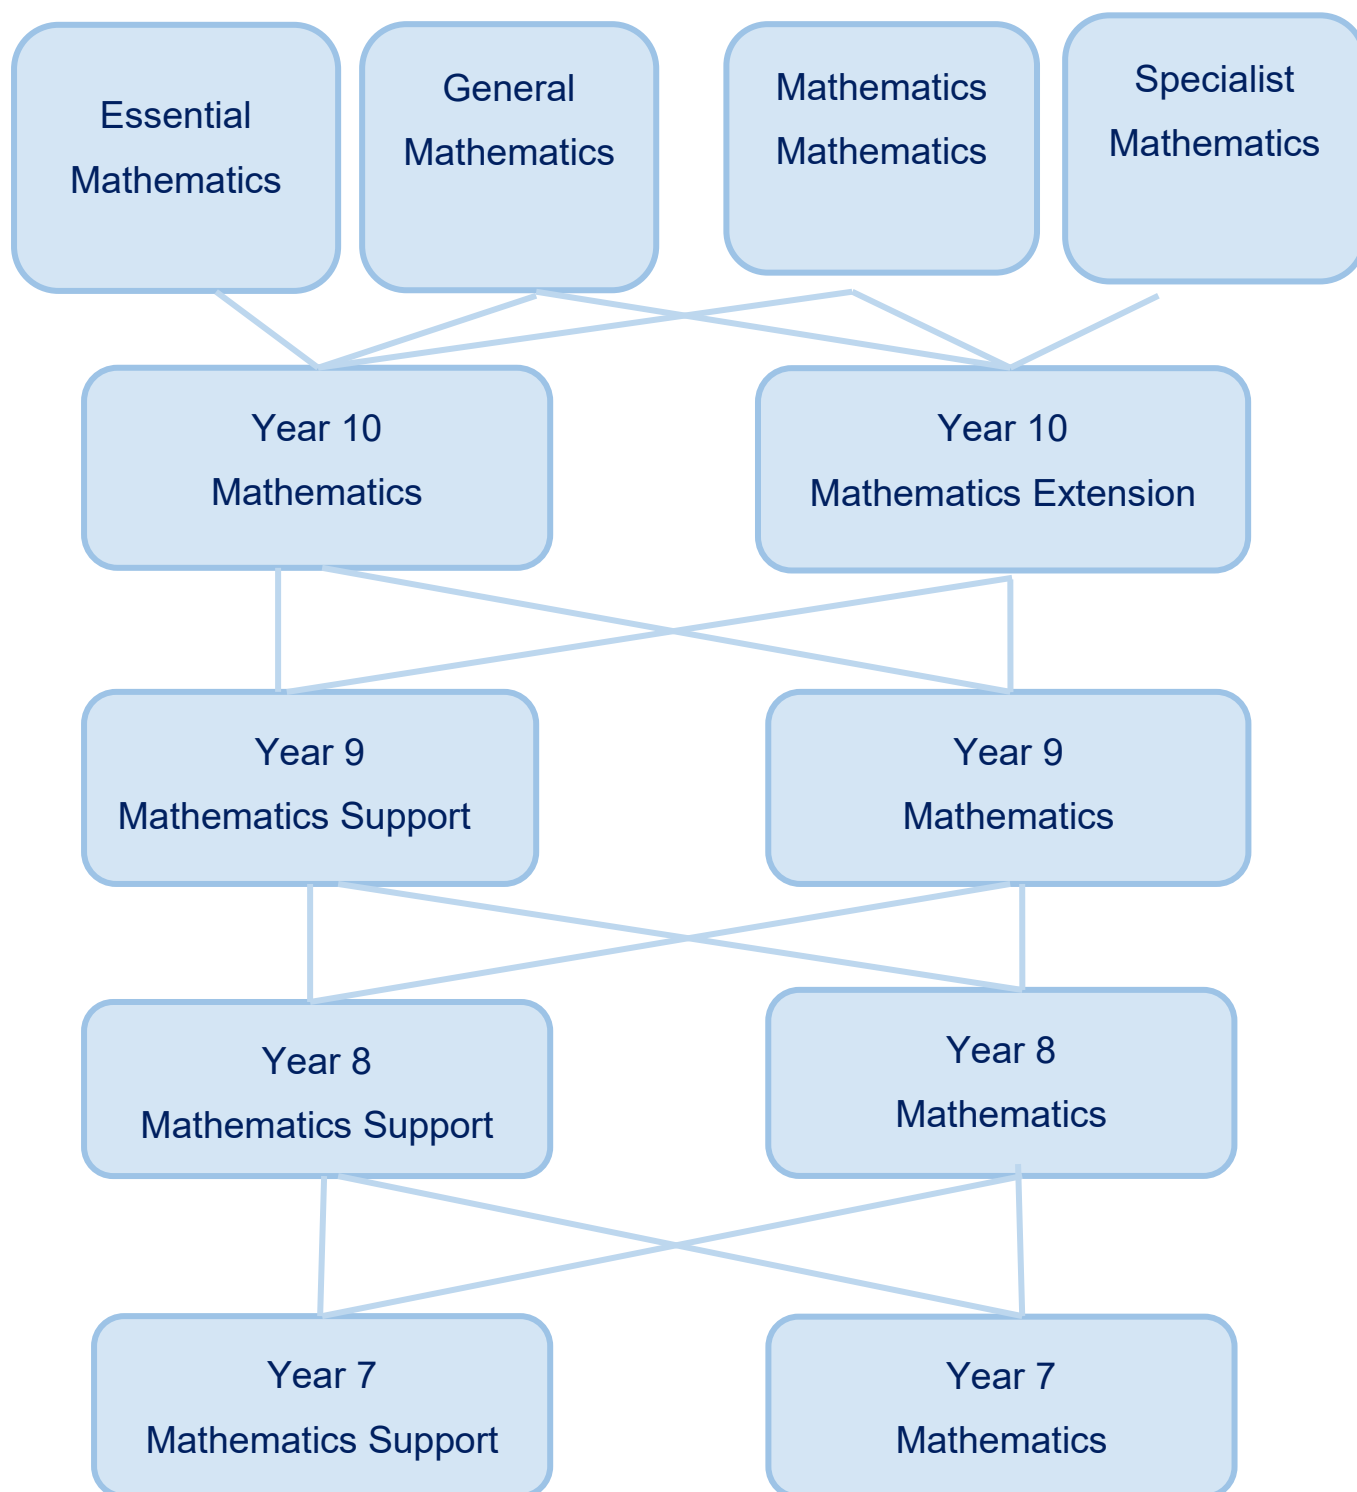 Essential
Mathematics
General
Mathematics
Mathematics
Mathematics
Specialist
Mathematics
Year 10
Mathematics
Year 10
Mathematics Extension
Year 9
Mathematics Support
Year 9
Mathematics
Year 8
Mathematics Support
Year 8
Mathematics
Year 7
Mathematics Support
Year 7
Mathematics